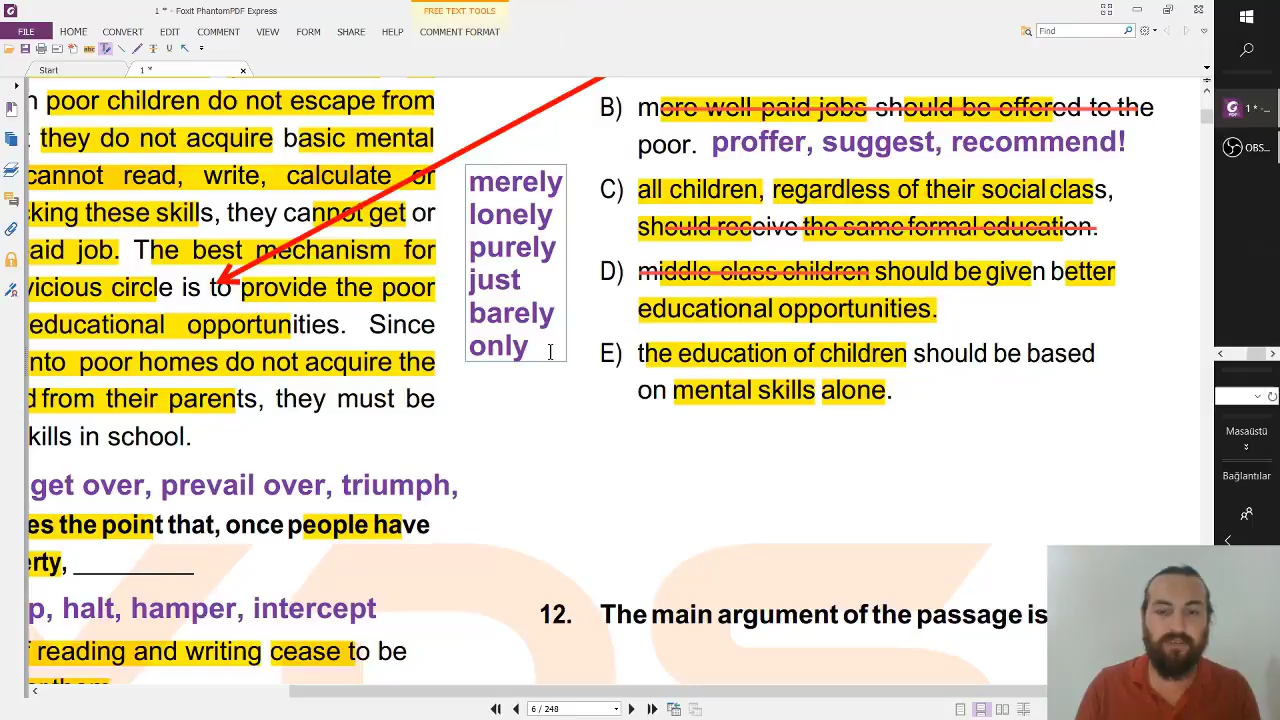 FREE TEXT TOOLS
1 * - Foxit PhantomPDF Express
FILE HOME CONVERT EDIT COMMENT VIEW FORM SHARE HELP COMMENT FORMAT
Find
Start
1 *
poor children do not escape from
they do not acquire basic mental
cannot read, write, calculate or
king these skills, they cannot get or
aid job. The best mechanism for
vicious circle is to provide the poor
educational opportunities. Since
nto poor homes do not acquire the
d from their parents, they must be
kills in school.
get over, prevail over, triumph,
es the point that, once people have
erty, __________
p, halt, hamper, intercept
f reading and writing cease to be
merely
lonely
purely
just
barely
only
B) more well paid jobs should be offered to the
poor. proffer, suggest, recommend!
C) all children, regardless of their social class,
should receive the same formal education.
D) middle class children should be given better
educational opportunities.
E) the education of children should be based
on mental skills alone.
12. The main argument of the passage is
6 / 248
1 * -...
OBS...
Masaüstü
Bağlantılar